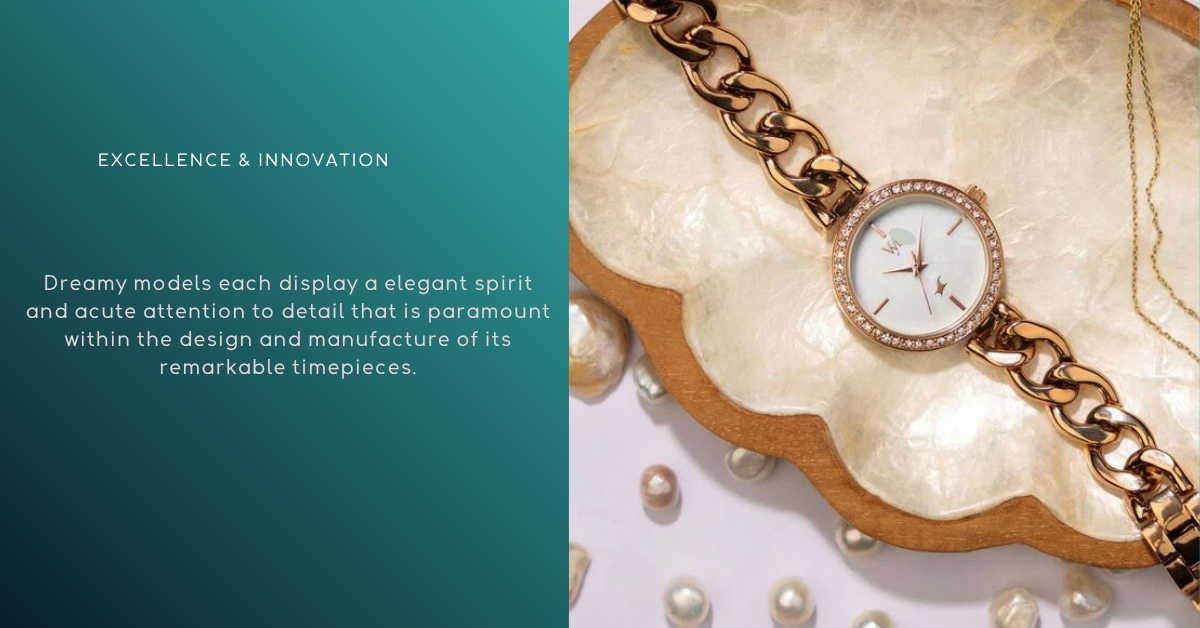 EXCELLENCE & INNOVATION
Dreamy models each display a elegant spirit
and acute attention to detail that is paramount
within the design and manufacture of its
remarkable timepieces.